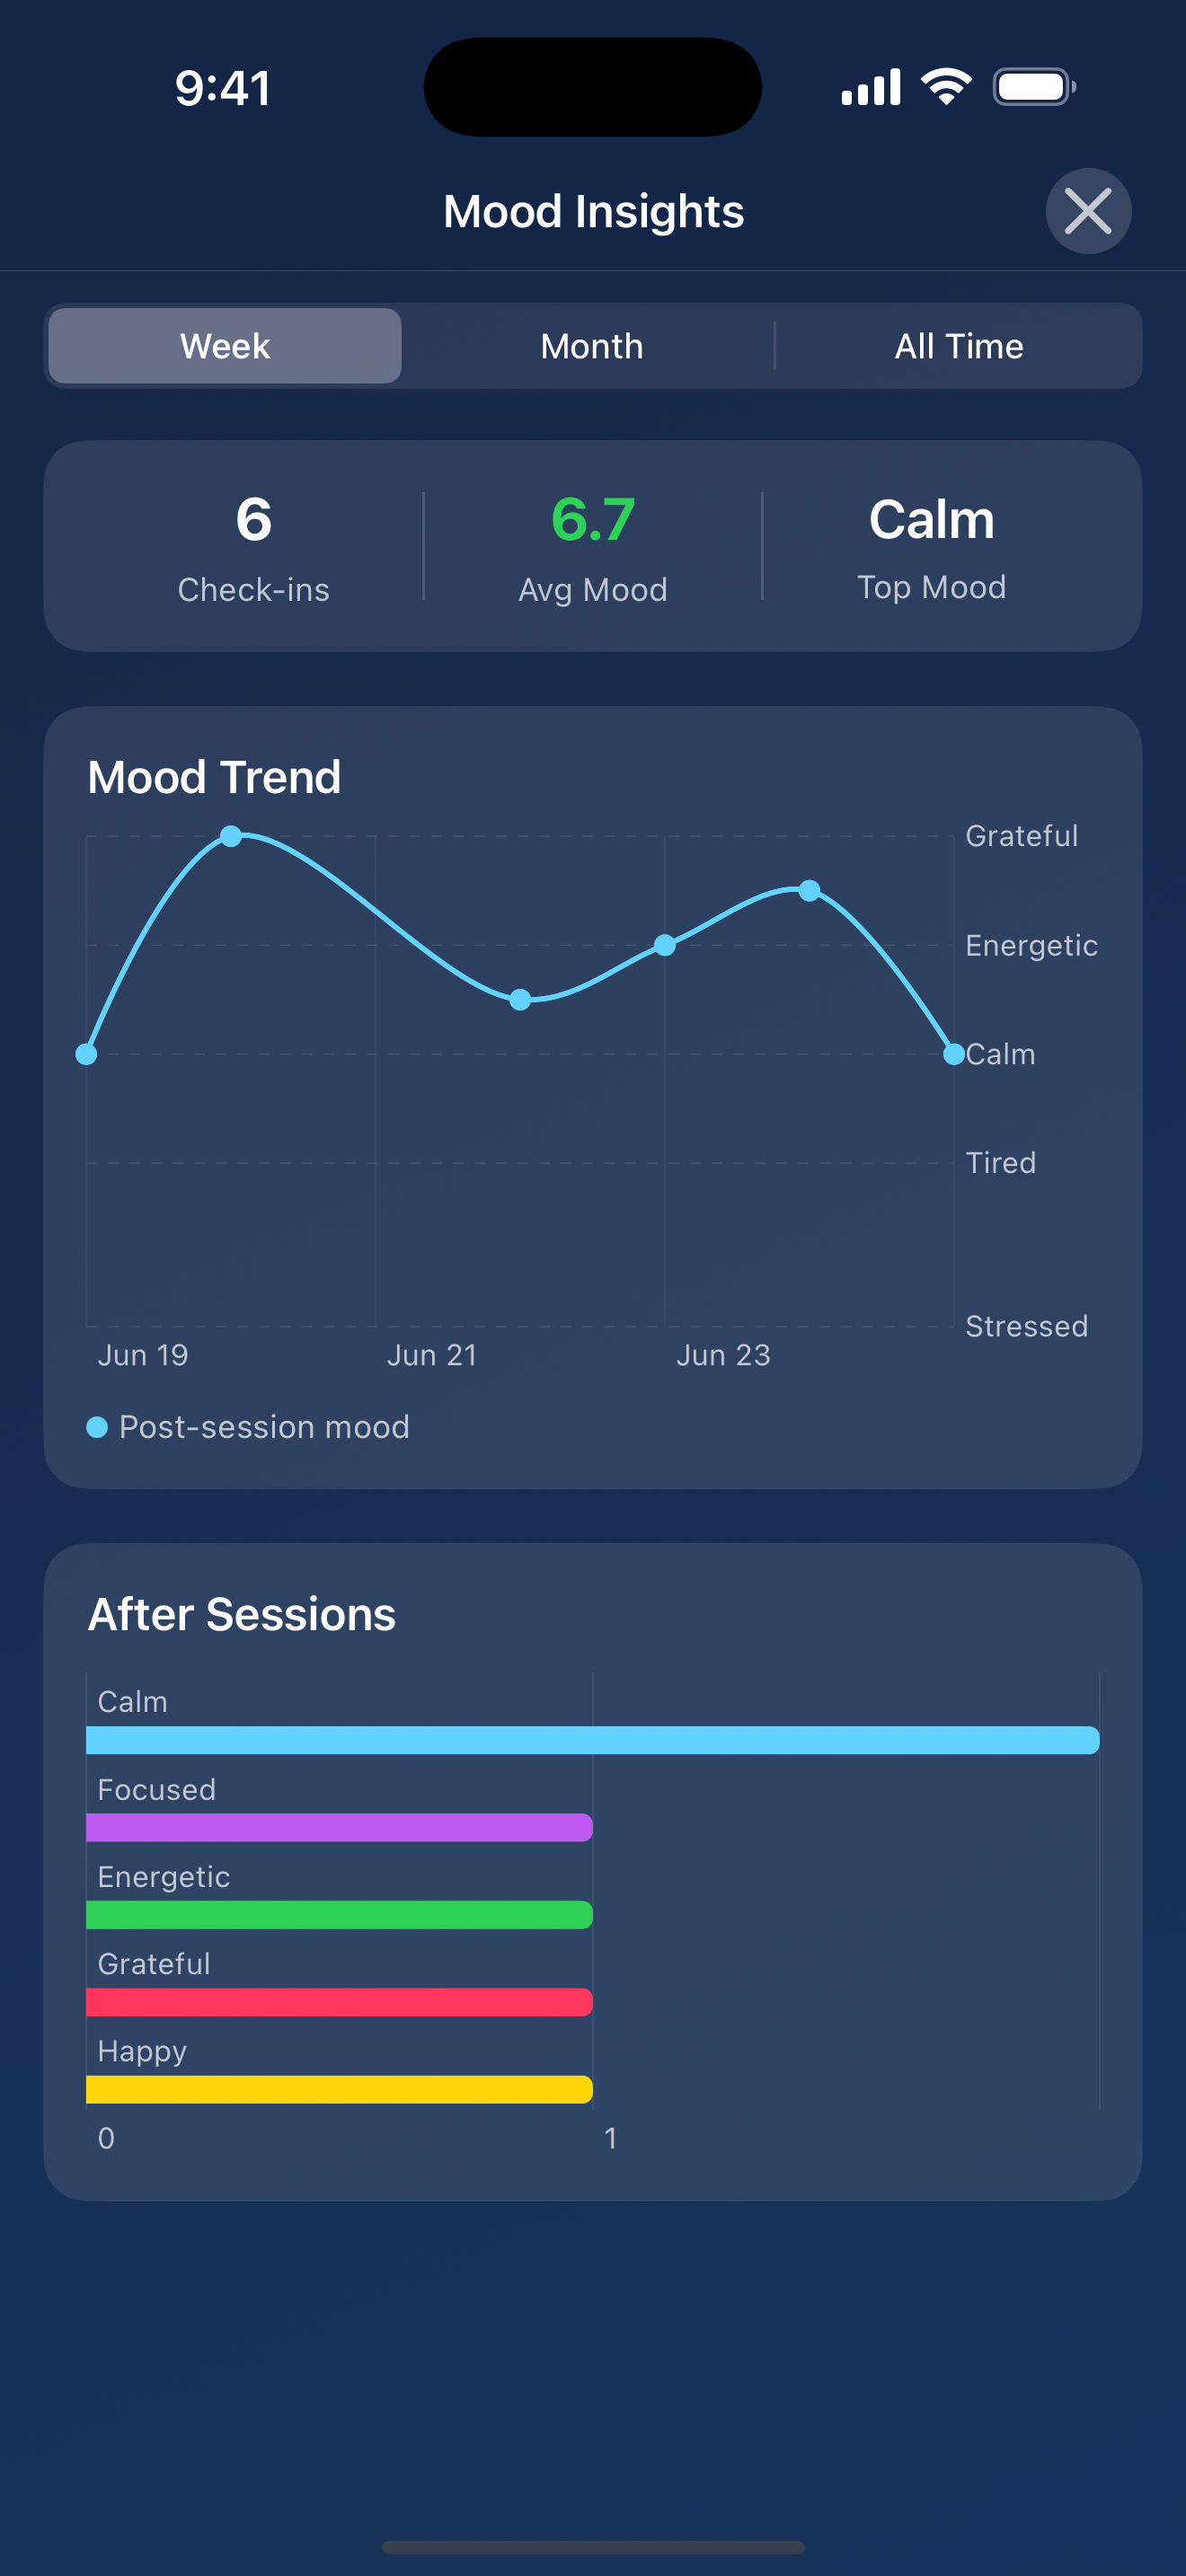 9:41
Mood Insights
Week Month All Time
6 6.7 Calm
Check-ins Avg Mood Top Mood
Mood Trend
Grateful
Energetic
Calm
Tired
Stressed
Jun 19 Jun 21 Jun 23
Post-session mood
After Sessions
Calm
Focused
Energetic
Grateful
Happy
0 1